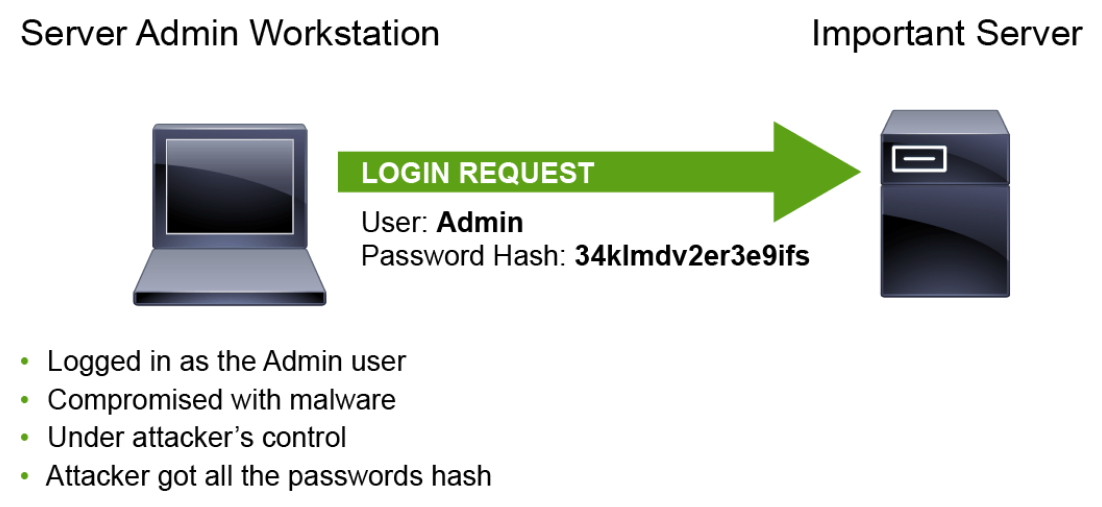 Server Admin Workstation
Important Server
LOGIN REQUEST
User: Admin
Password Hash: 34klmdv2er3e9ifs
• Logged in as the Admin user
• Compromised with malware
• Under attacker’s control
• Attacker got all the passwords hash